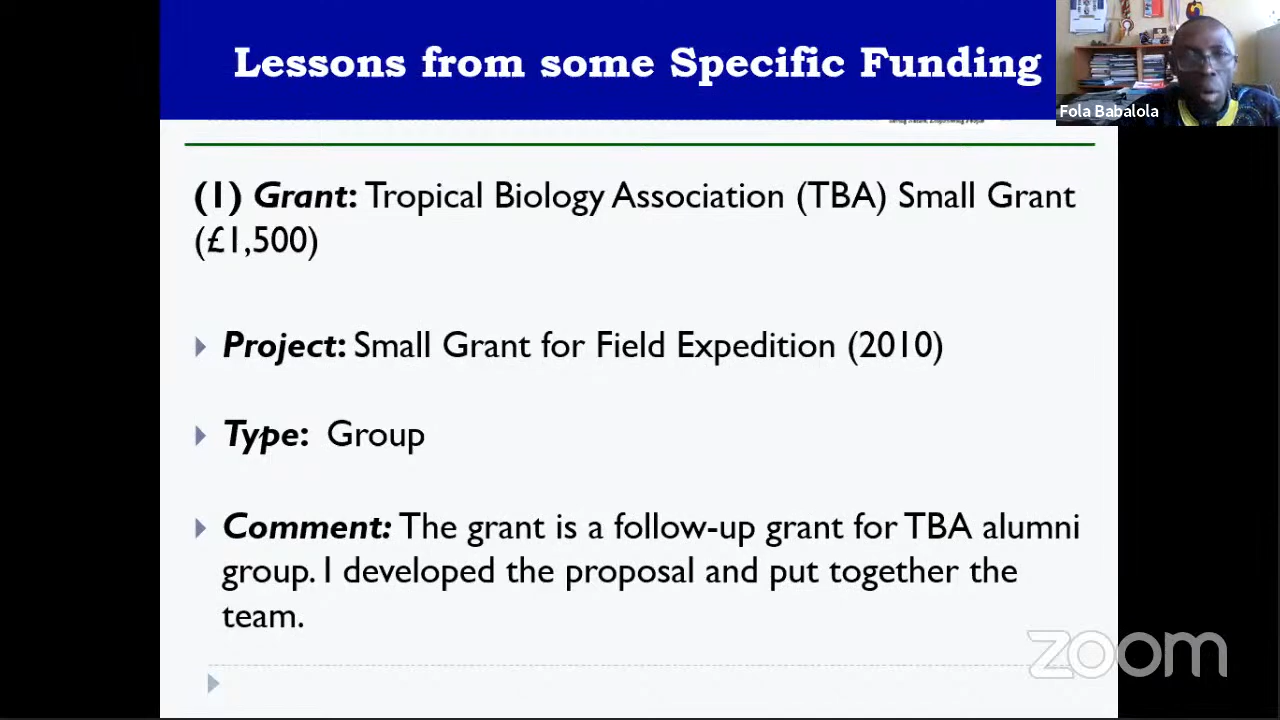 Lessons from some Specific Funding
Fola Babalola
(1) Grant: Tropical Biology Association (TBA) Small Grant
(£1,500)
Project: Small Grant for Field Expedition (2010)
Type: Group
Comment: The grant is a follow-up grant for TBA alumni
group. I developed the proposal and put together the
team.
zoom